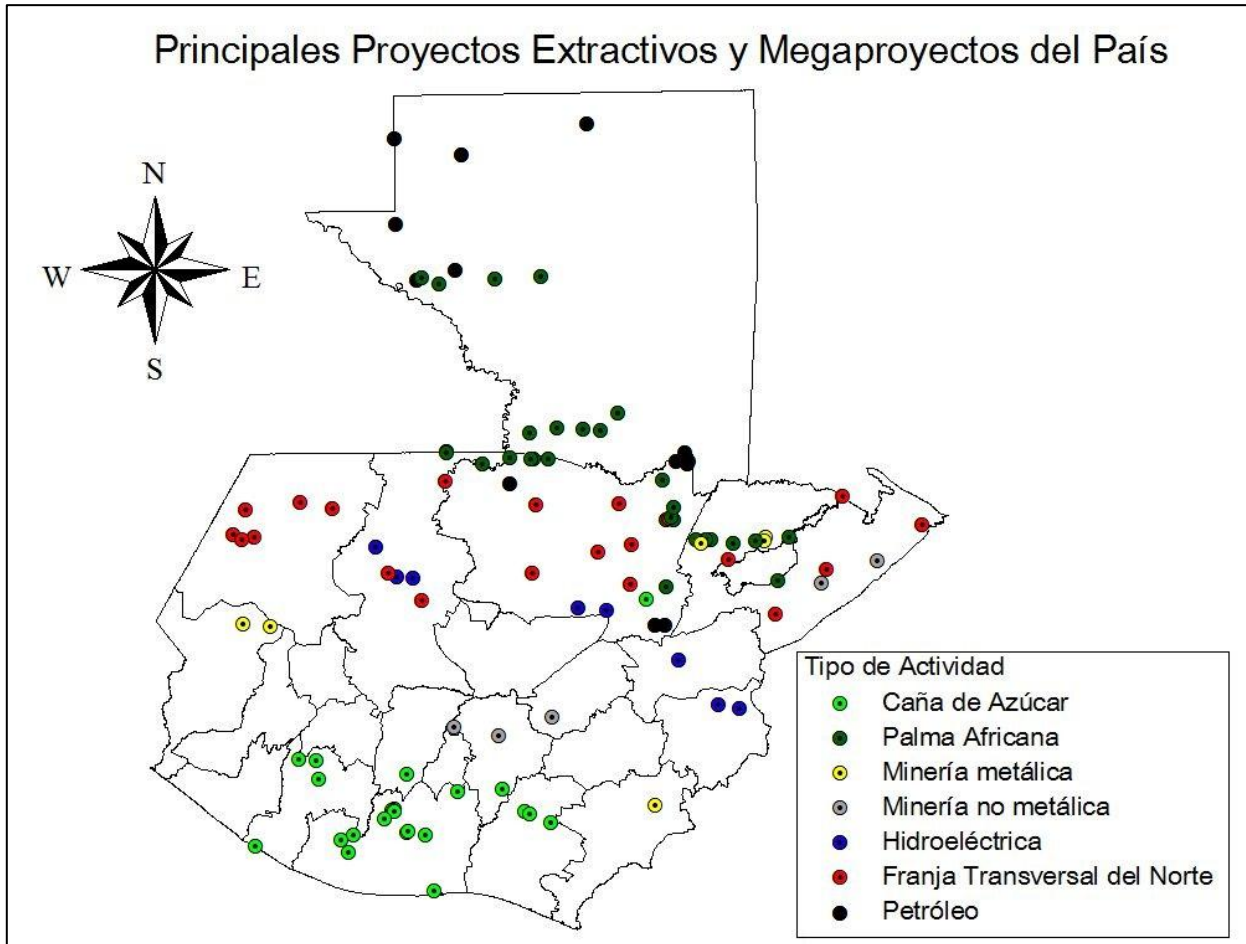 Principales Proyectos Extractivos y Megaproyectos del País
N
W
E
S
Tipo de Actividad
Caña de Azúcar
Palma Africana
Minería metálica
Minería no metálica
Hidroeléctrica
Franja Transversal del Norte
Petróleo